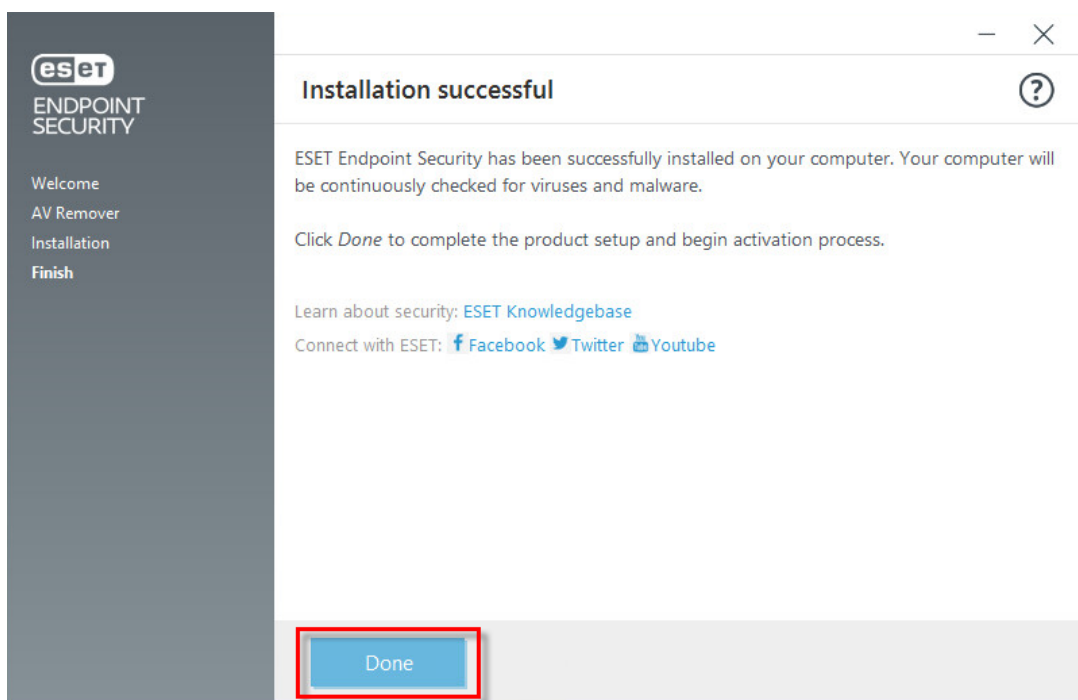 eset
ENDPOINT
SECURITY
Welcome
AV Remover
Installation
Finish
Installation successful
?
ESET Endpoint Security has been successfully installed on your computer. Your computer will
be continuously checked for viruses and malware.
Click Done to complete the product setup and begin activation process.
Learn about security: ESET Knowledgebase
Connect with ESET: f Facebook Twitter Youtube
Done